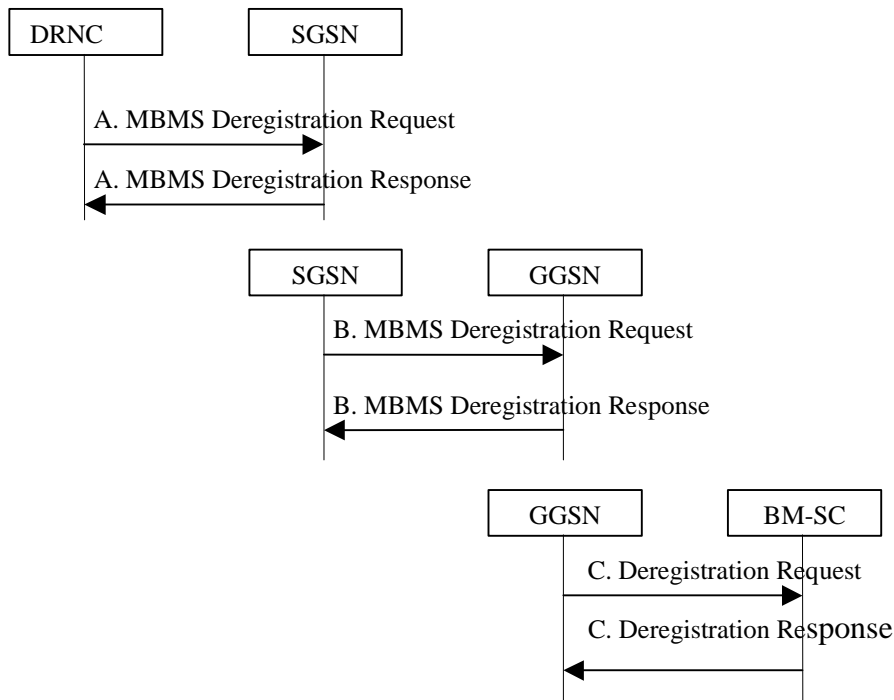 DRNC SGSN
A. MBMS Deregistration Request
A. MBMS Deregistration Response
SGSN GGSN
B. MBMS Deregistration Request
B. MBMS Deregistration Response
GGSN BM-SC
C. Deregistration Request
C. Deregistration Response